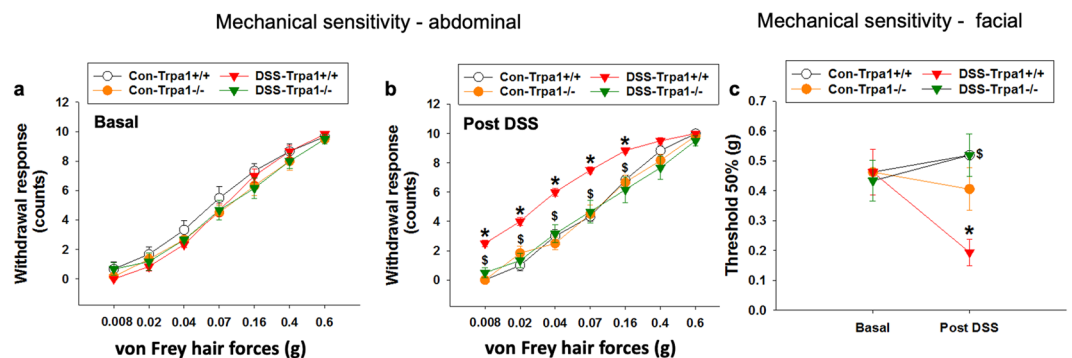 Mechanical sensitivity - abdominal
Mechanical sensitivity - facial
a
Con-Trpa1+/+ DSS-Trpa1+/+
Con-Trpa1-/- DSS-Trpa1-/-
Basal
Withdrawal response
(counts)
12
10
8
6
4
2
0
0.008 0.02 0.04 0.07 0.16 0.4 0.6
von Frey hair forces (g)
b
Con-Trpa1+/+ DSS-Trpa1+/+
Con-Trpa1-/- DSS-Trpa1-/-
Post DSS
Withdrawal response
(counts)
12
10
8
6
4
2
0
* * * * *
$ $ $ $ $
0.008 0.02 0.04 0.07 0.16 0.4 0.6
von Frey hair forces (g)
c
Con-Trpa1+/+ DSS-Trpa1+/+
Con-Trpa1-/- DSS-Trpa1-/-
Threshold 50% (g)
0.7
0.6
0.5
0.4
0.3
0.2
0.1
0.0
$
*
Basal Post DSS